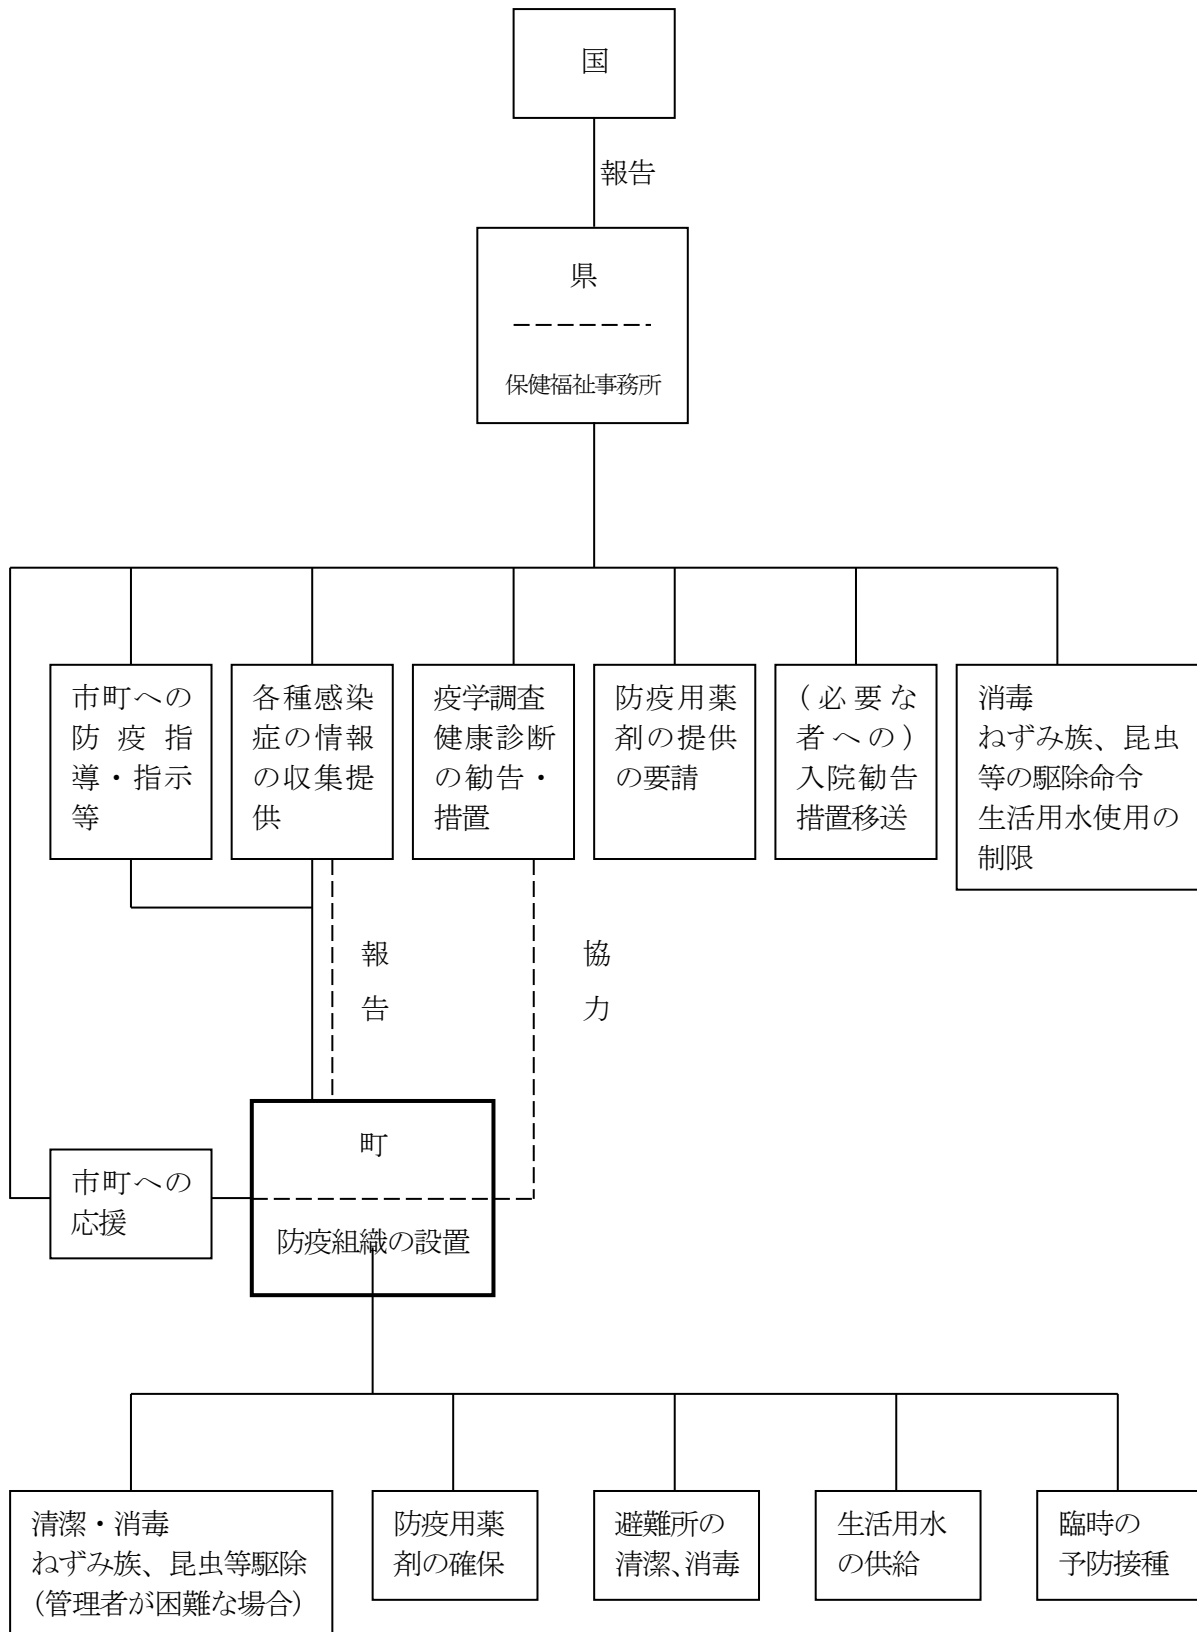 国
報告
県
保健福祉事務所
市町への
防疫指
導・指示
等
各種感染
症の情報
の収集提
供
疫学調査
健康診断
の勧告・
措置
防疫用薬
剤の提供
の要請
(必要な
者への)
入院勧告
措置移送
消毒
ねずみ族、昆虫
等の駆除命令
生活用水使用の
制限
報
告
協
力
町
防疫組織の設置
市町への
応援
清潔・消毒
ねずみ族、昆虫等駆除
(管理者が困難な場合)
防疫用薬
剤の確保
避難所の
清潔、消毒
生活用水
の供給
臨時の
予防接種